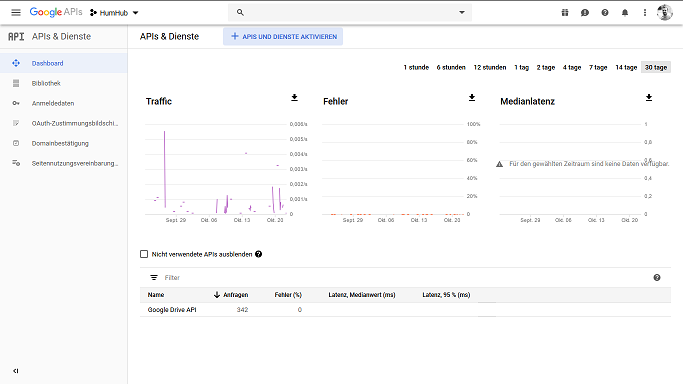 Google APIs HumHub
API APIs & Dienste
Dashboard
Bibliothek
Anmeldedaten
OAuth-Zustimmungsbildschi...
Domainbestätigung
Seitennutzungsvereinbarung...
APIs & Dienste + APIS UND DIENSTE AKTIVIEREN
1 stunde 6 stunden 12 stunden 1 tag 2 tage 4 tage 7 tage 14 tage 30 tage
Traffic
0,006/s
0,005/s
0,004/s
0,003/s
0,002/s
0,001/s
0
Sept. 29 Okt. 06 Okt. 13 Okt. 20
Fehler
100%
80%
60%
40%
20%
0
Sept. 29 Okt. 06 Okt. 13 Okt. 20
Medianlatenz
1
0,8
0,6
Für den gewählten Zeitraum sind keine Daten verfügbar.
0,4
0,2
0
Sept. 29 Okt. 06 Okt. 13 Okt. 20
Nicht verwendete APIs ausblenden
Filter
Name Anfragen Fehler (%) Latenz, Medianwert (ms) Latenz, 95 % (ms)
Google Drive API 342 0